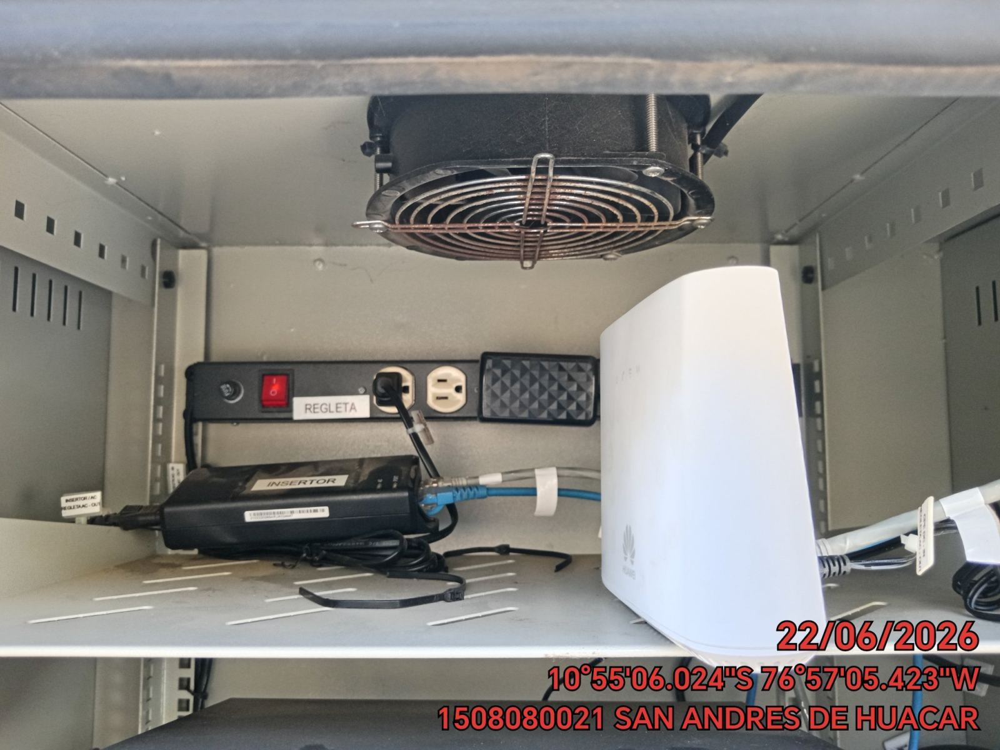 REGLETA
INSERTOR
INSERTOR / AC
REGLETA AC - OUT
HUAWEI
22/06/2026
10°55'06.024"S 76°57'05.423"W
1508080021 SAN ANDRES DE HUACAR